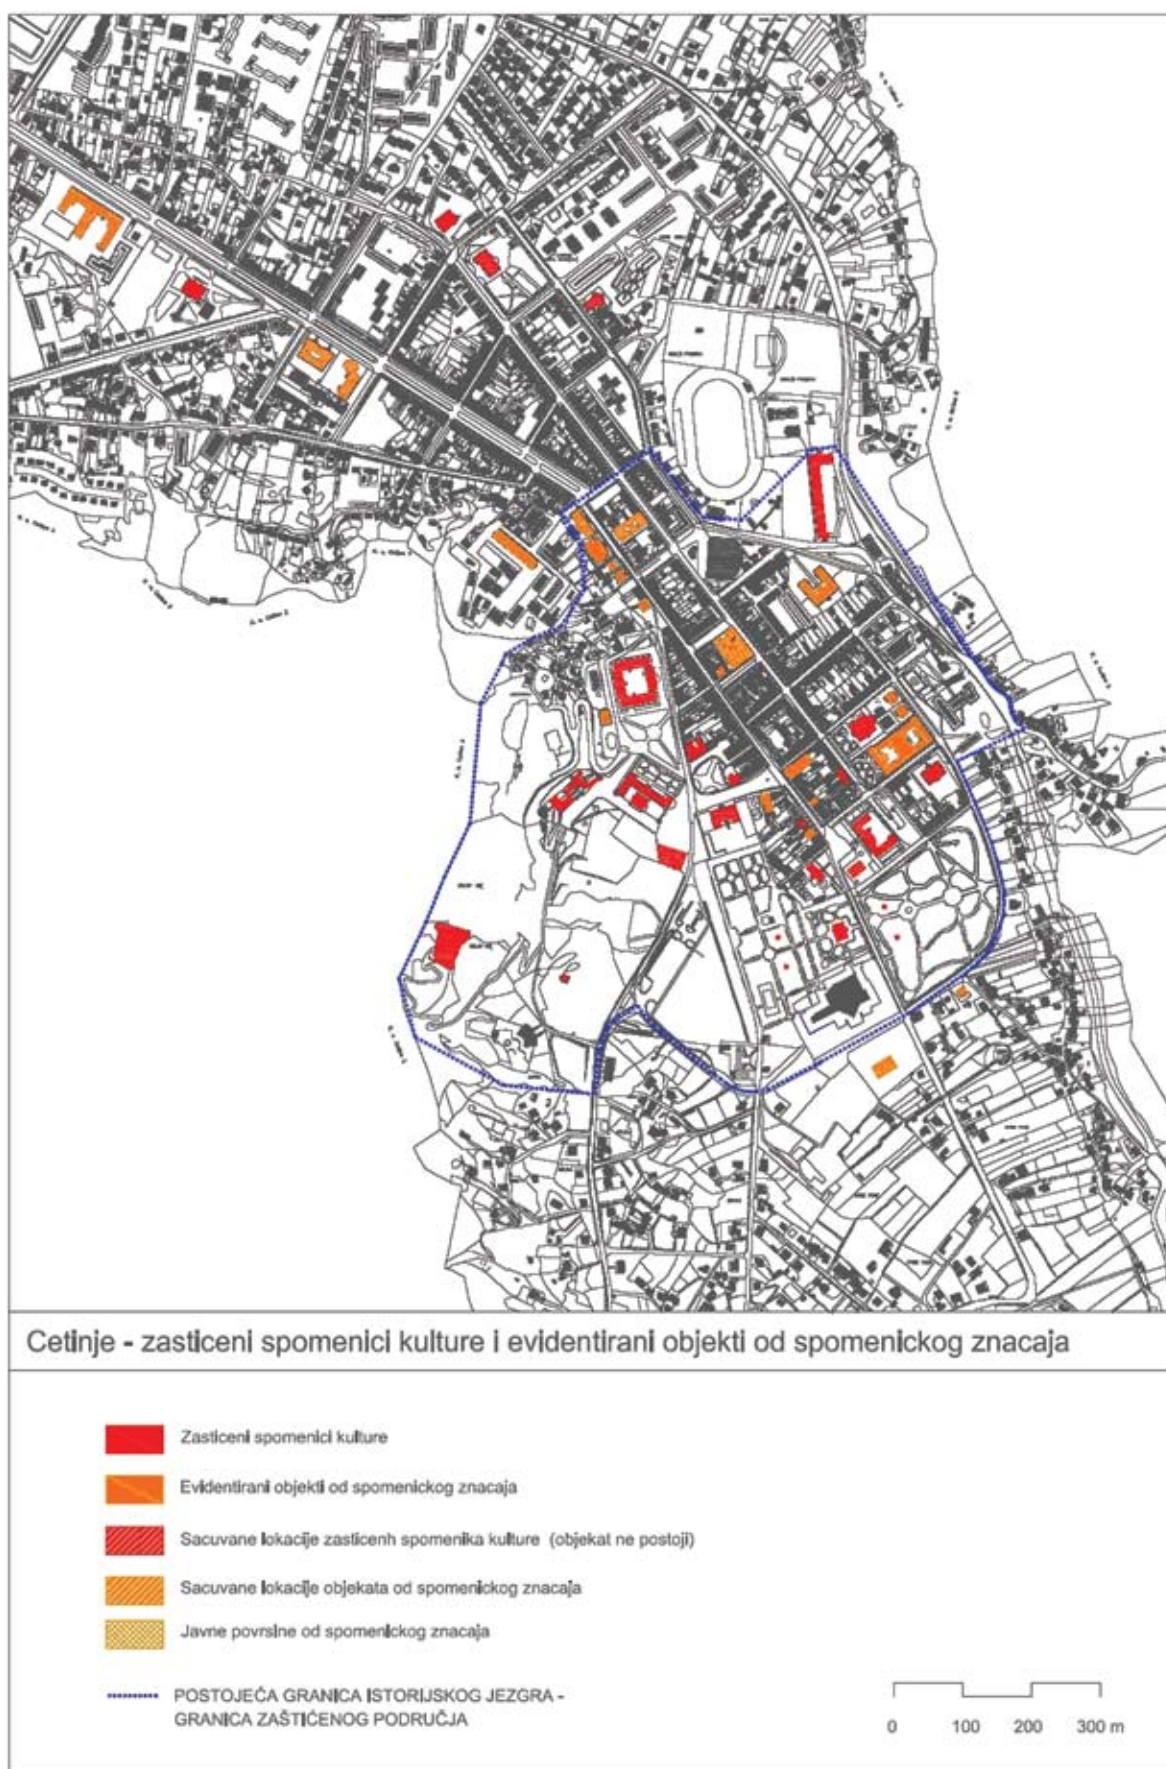 Cetinje - zasticeni spomenici kulture i evidentirani objekti od spomenickog znacaja
Zasticeni spomenici kulture
Evidentirani objekti od spomenickog znacaja
Sacuvane lokacije zasticenh spomenika kulture (objekat ne postoji)
Sacuvane lokacije objekata od spomenickog znacaja
Javne povrsine od spomenickog znacaja
POSTOJEĆA GRANICA ISTORIJSKOG JEZGRA -
GRANICA ZAŠTIĆENOG PODRUČJA
0 100 200 300 m